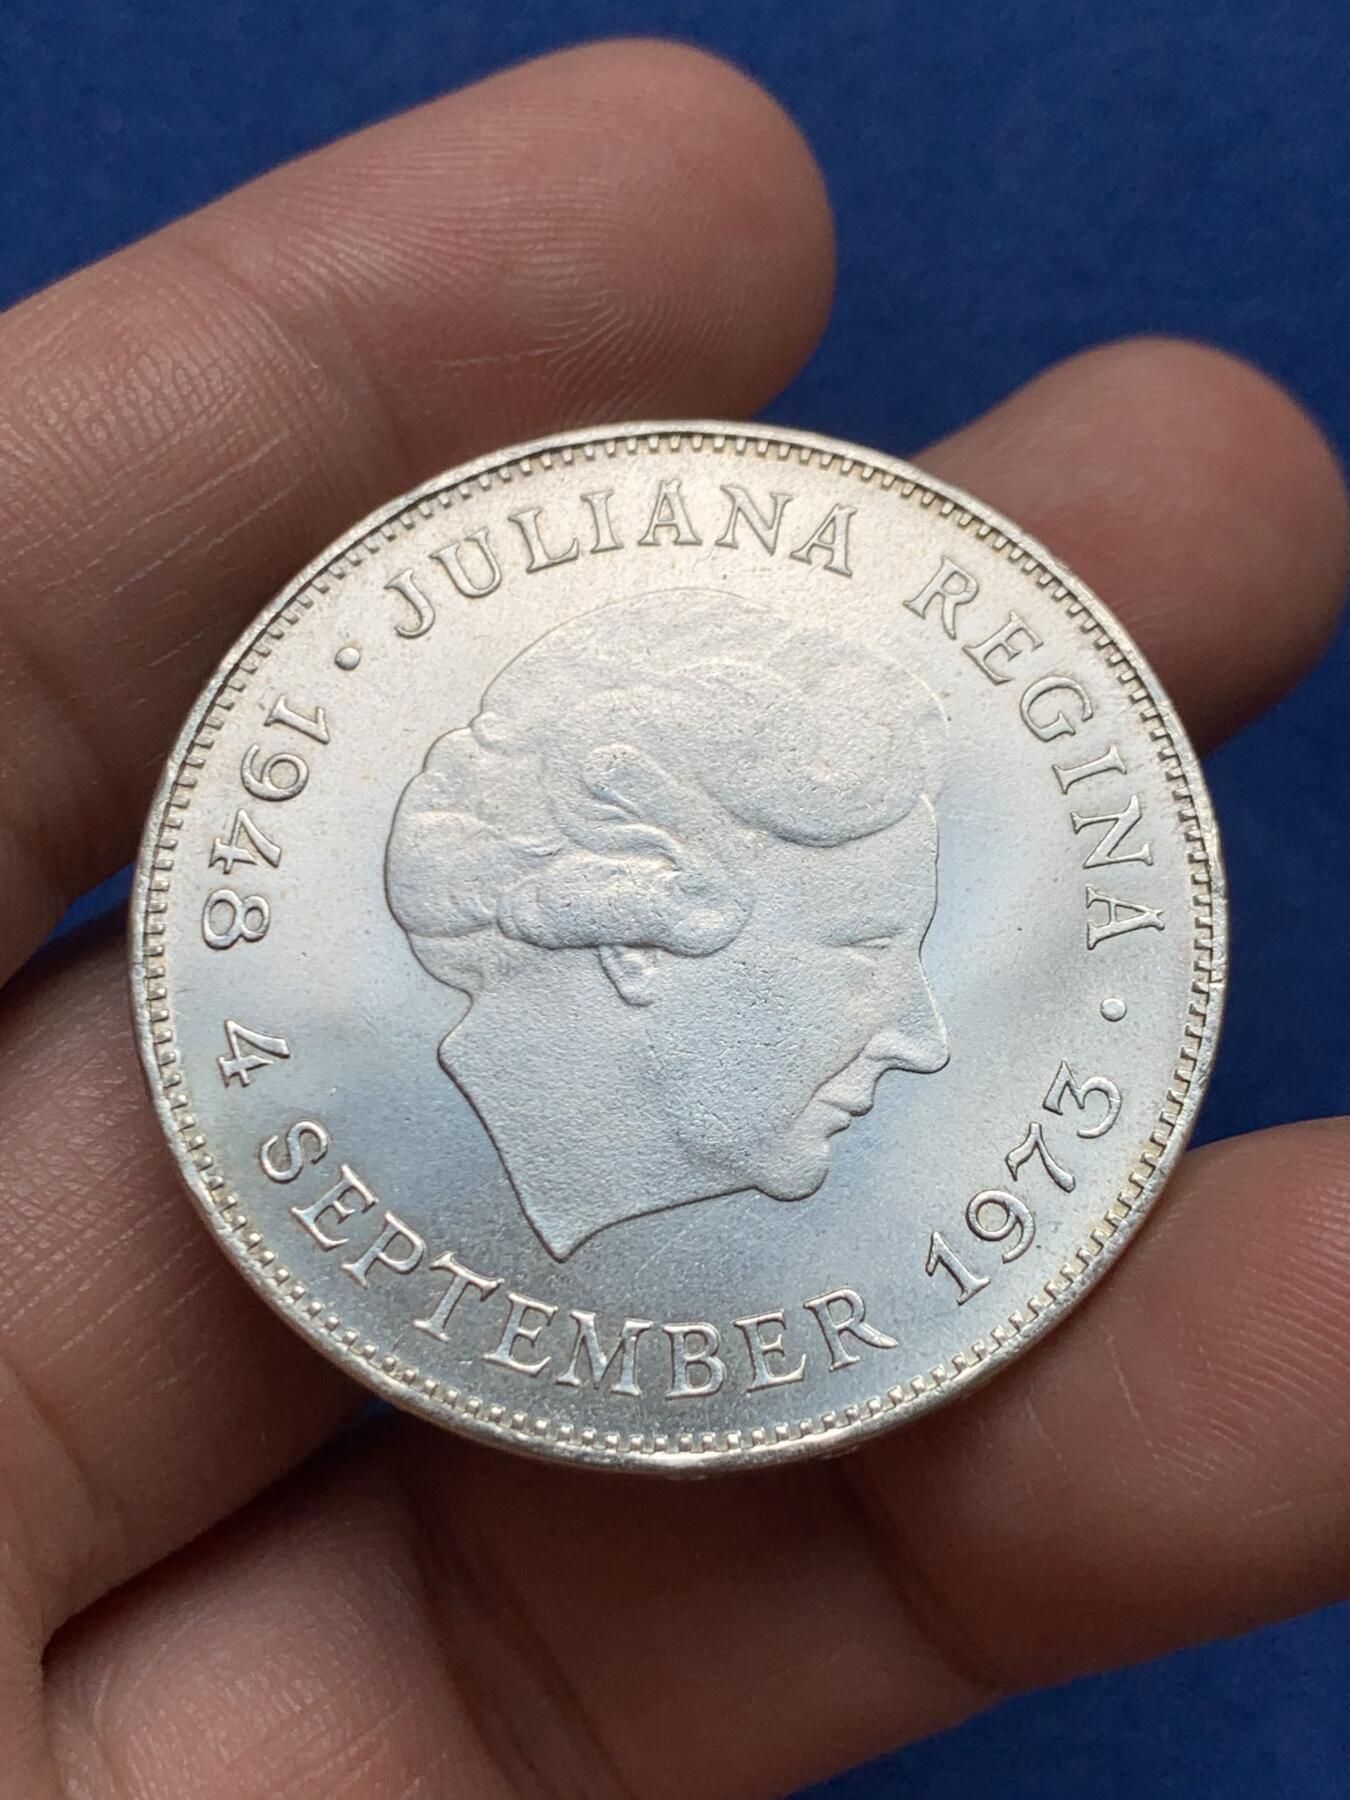 · JULIANA REGINA ·
1948 4 SEPTEMBER 1973